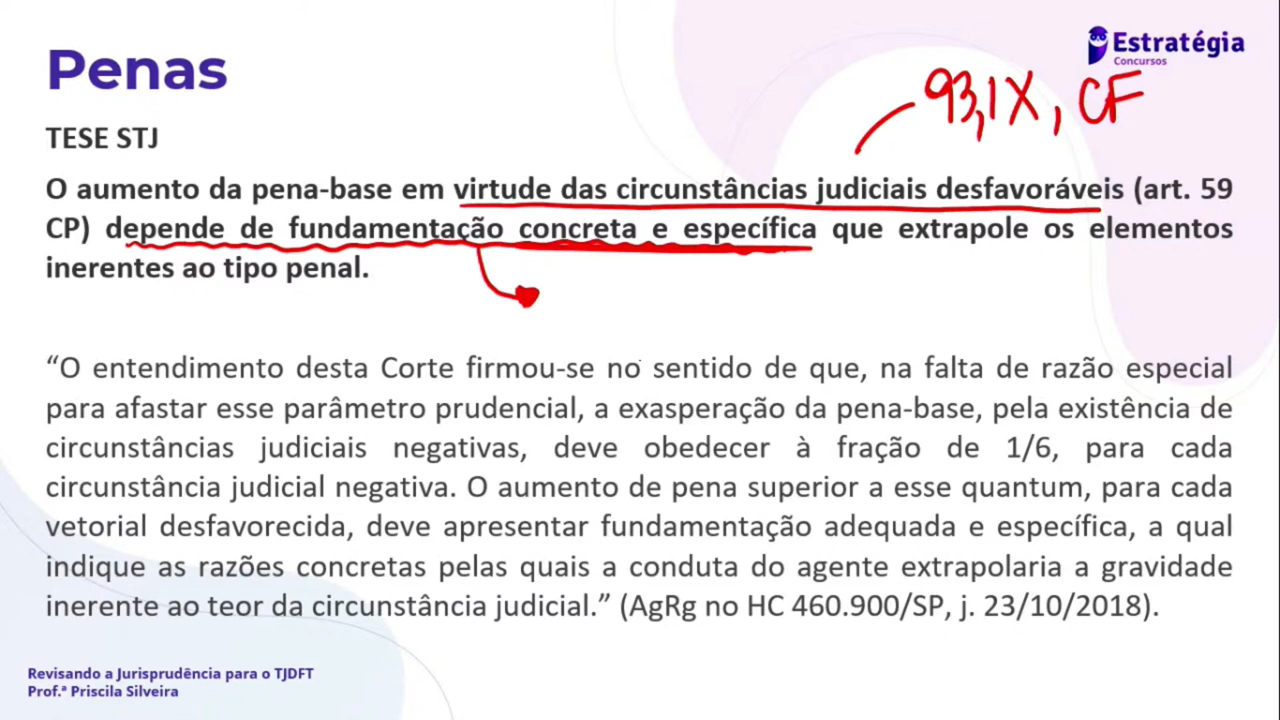 Penas
Estratégia
Concursos
93,IX, CF
TESE STJ
O aumento da pena-base em virtude das circunstâncias judiciais desfavoráveis (art. 59
CP) depende de fundamentação concreta e específica que extrapole os elementos
inerentes ao tipo penal.
“O entendimento desta Corte firmou-se no sentido de que, na falta de razão especial
para afastar esse parâmetro prudencial, a exasperação da pena-base, pela existência de
circunstâncias judiciais negativas, deve obedecer à fração de 1/6, para cada
circunstância judicial negativa. O aumento de pena superior a esse quantum, para cada
vetorial desfavorecida, deve apresentar fundamentação adequada e específica, a qual
indique as razões concretas pelas quais a conduta do agente extrapolaria a gravidade
inerente ao teor da circunstância judicial.” (AgRg no HC 460.900/SP, j. 23/10/2018).
Revisando a Jurisprudência para o TJDFT
Prof.ª Priscila Silveira